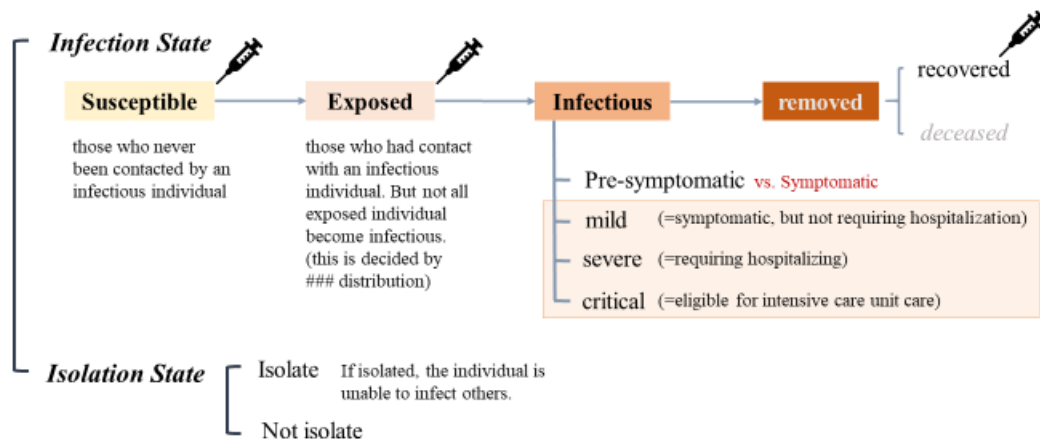 Infection State
Susceptible
Exposed
Infectious
removed
recovered
deceased
those who never
been contacted by an
infectious individual
those who had contact
with an infectious
individual. But not all
exposed individual
become infectious.
(this is decided by
### distribution)
Pre-symptomatic vs. Symptomatic
mild (=symptomatic, but not requiring hospitalization)
severe (=requiring hospitalizing)
critical (=eligible for intensive care unit care)
Isolation State
Isolate If isolated, the individual is
unable to infect others.
Not isolate